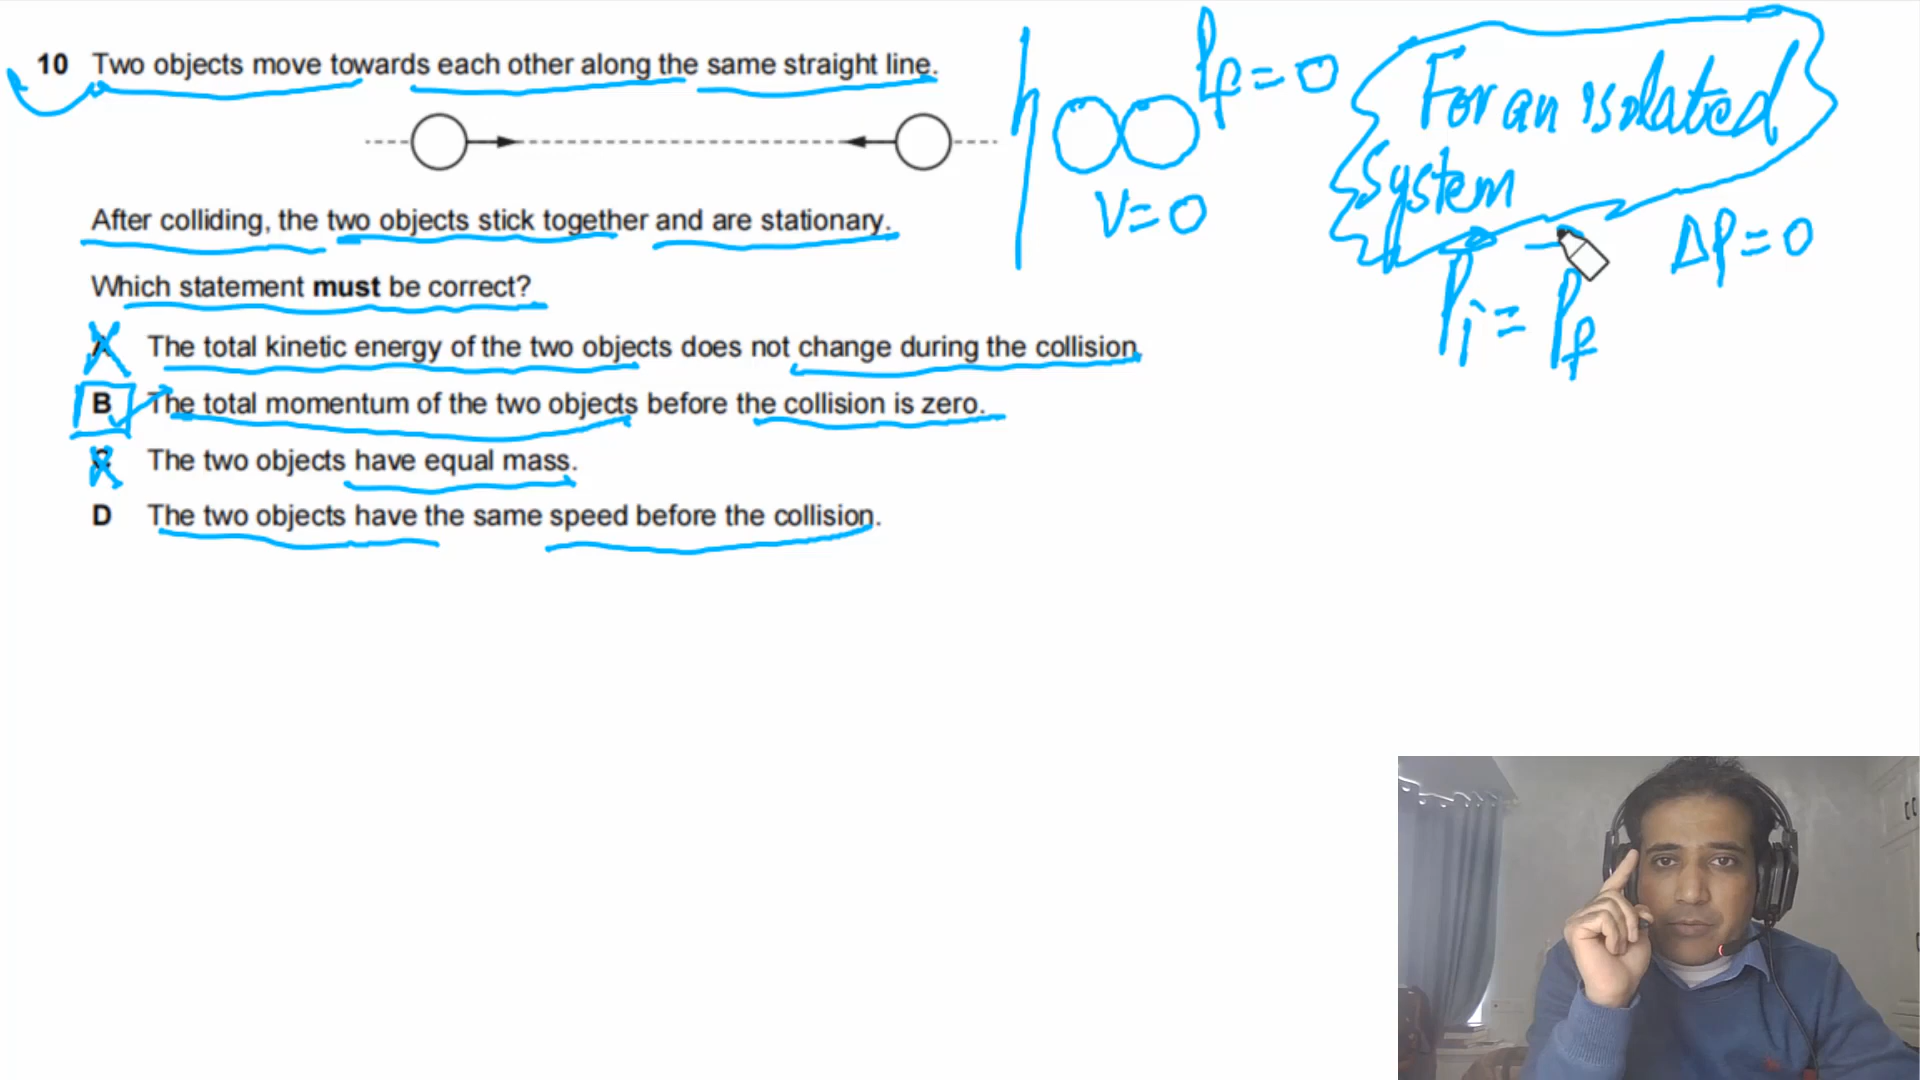 10 Two objects move towards each other along the same straight line.
After colliding, the two objects stick together and are stationary.
Which statement must be correct?
A The total kinetic energy of the two objects does not change during the collision.
B The total momentum of the two objects before the collision is zero.
C The two objects have equal mass.
D The two objects have the same speed before the collision.
Pf = 0
V = 0
For an isolated
System
ΔP = 0
Pi = Pf